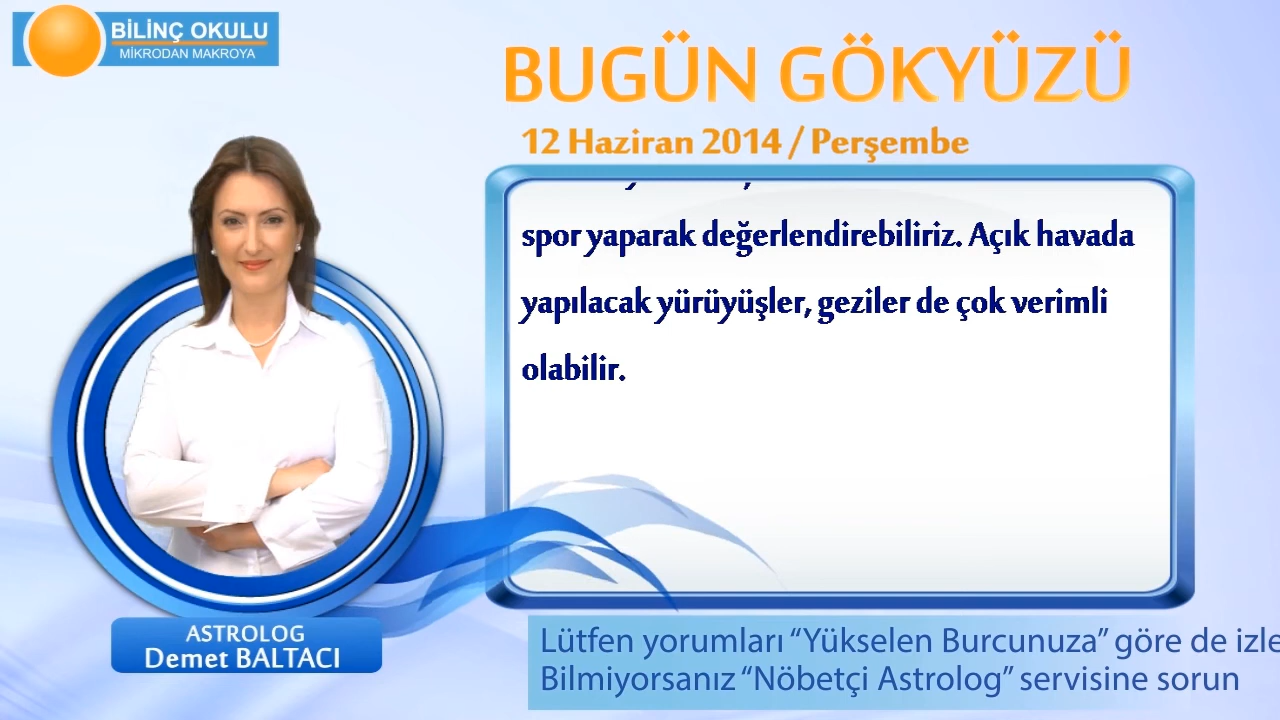 BİLİNÇ OKULU
MİKRODAN MAKROYA
BUGÜN GÖKYÜZÜ
12 Haziran 2014 / Perşembe
spor yaparak değerlendirebiliriz. Açık havada
yapılacak yürüyüşler, geziler de çok verimli
olabilir.
ASTROLOG
Demet BALTACI
Lütfen yorumları “Yükselen Burcunuza” göre de izle
Bilmiyorsanız “Nöbetçi Astrolog” servisine sorun